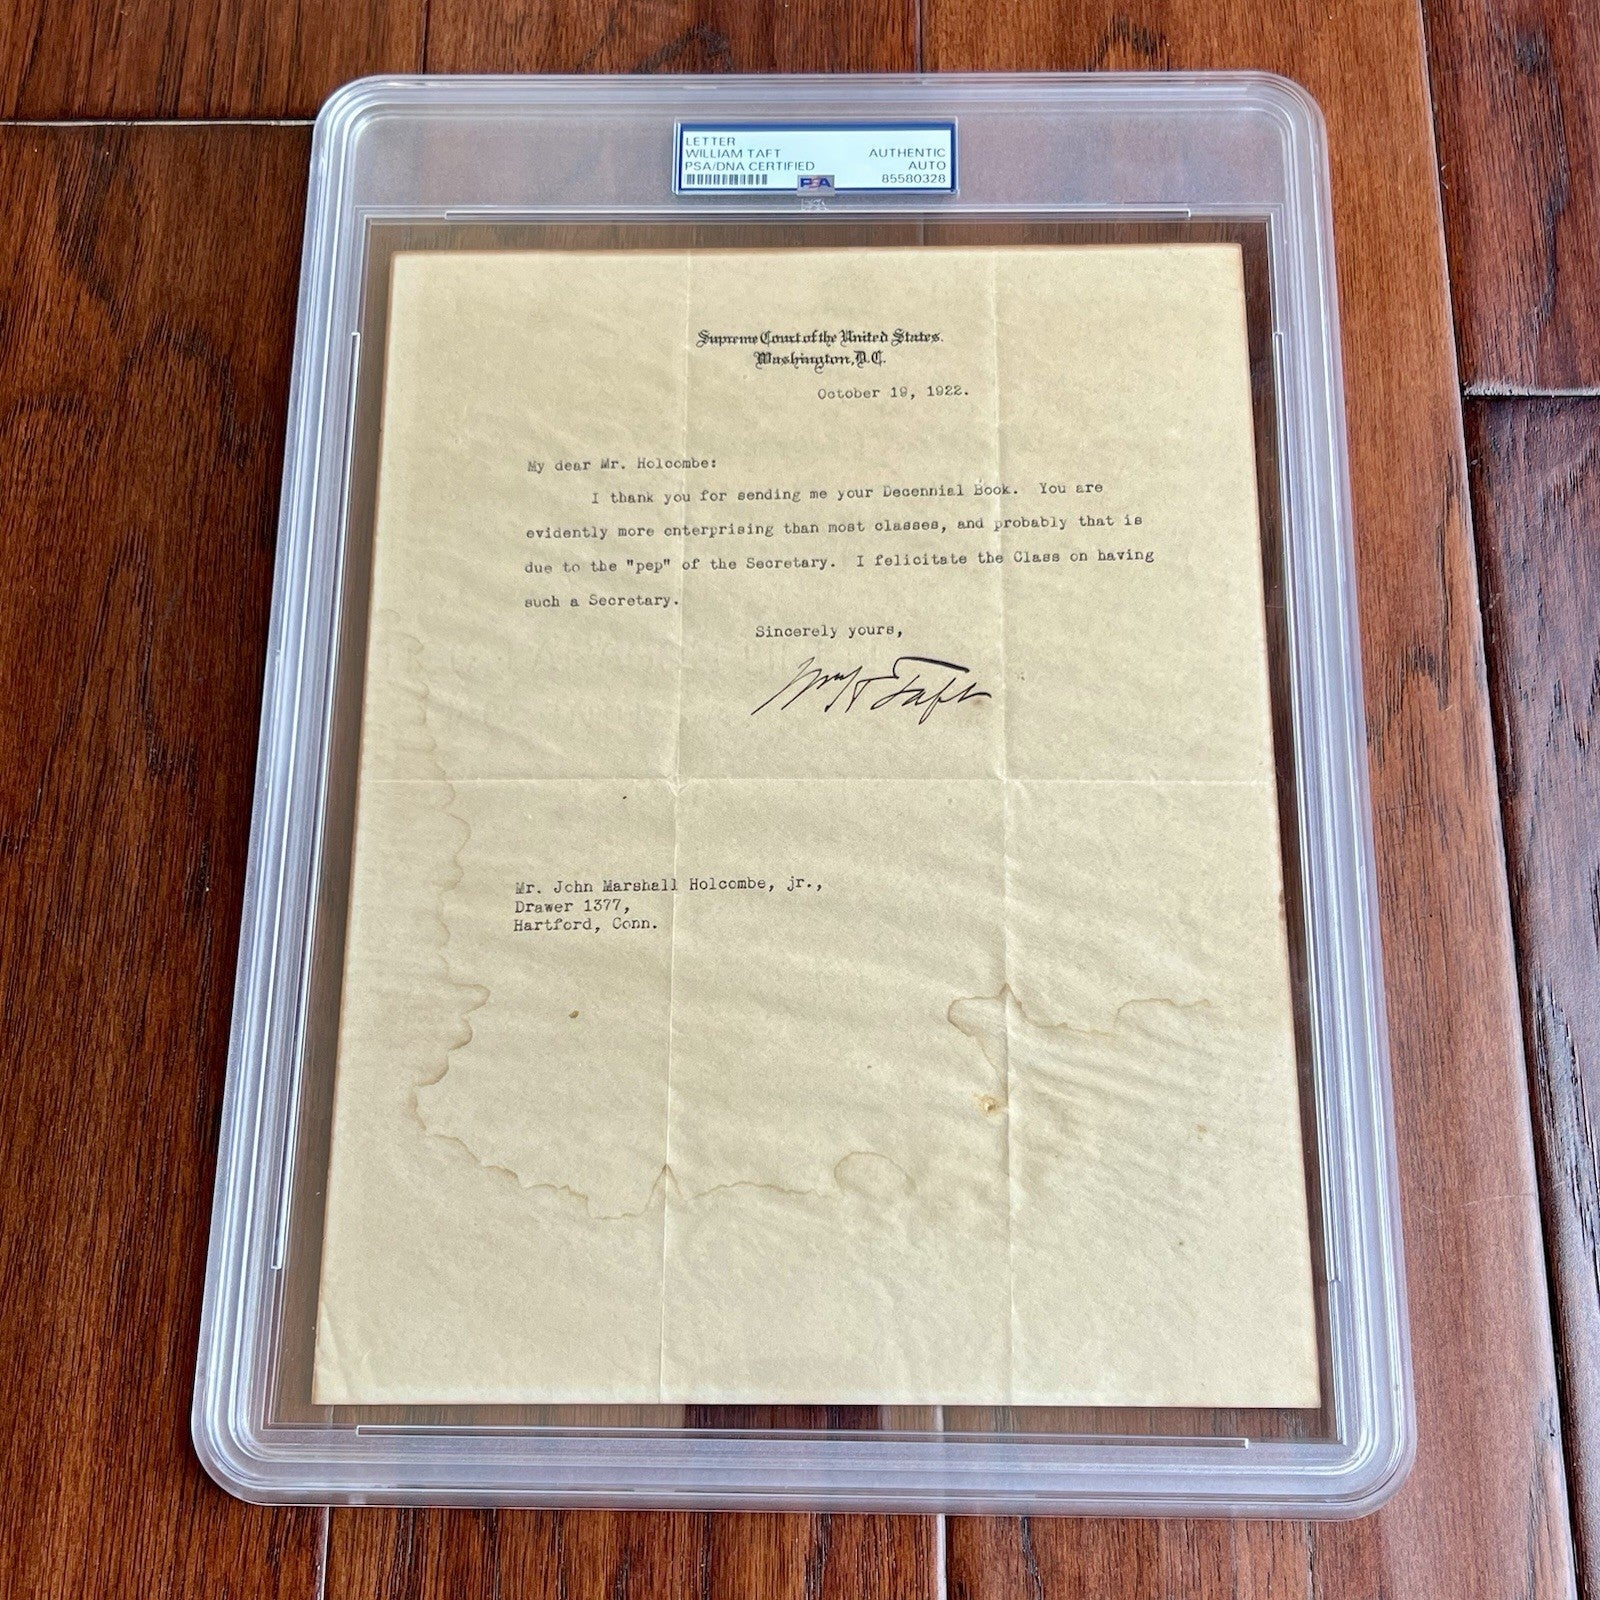 LETTER
WILLIAM TAFT
PSA/DNA CERTIFIED
AUTHENTIC
AUTO
85580328
PSA
Supreme Court of the United States.
Washington, D.C.
October 19, 1922.
My dear Mr. Holcombe:
I thank you for sending me your Decennial Book. You are
evidently more enterprising than most classes, and probably that is
due to the "pep" of the Secretary. I felicitate the Class on having
such a Secretary.
Sincerely yours,
Wm H Taft
Mr. John Marshall Holcombe, jr.,
Drawer 1377,
Hartford, Conn.